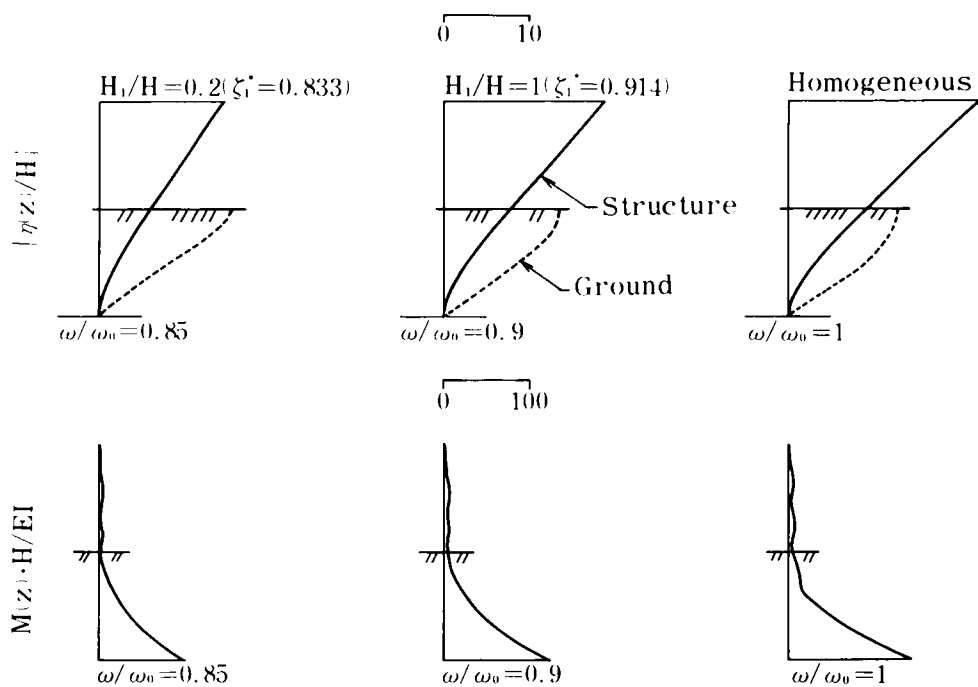 0 10
H₁/H=0.2(ζ₁*=0.833)
H₁/H=1(ζ₁*=0.914)
Homogeneous
|η(z)/H|
Structure
Ground
ω/ω₀=0.85
ω/ω₀=0.9
ω/ω₀=1
0 100
M(z)·H/EI
ω/ω₀=0.85
ω/ω₀=0.9
ω/ω₀=1